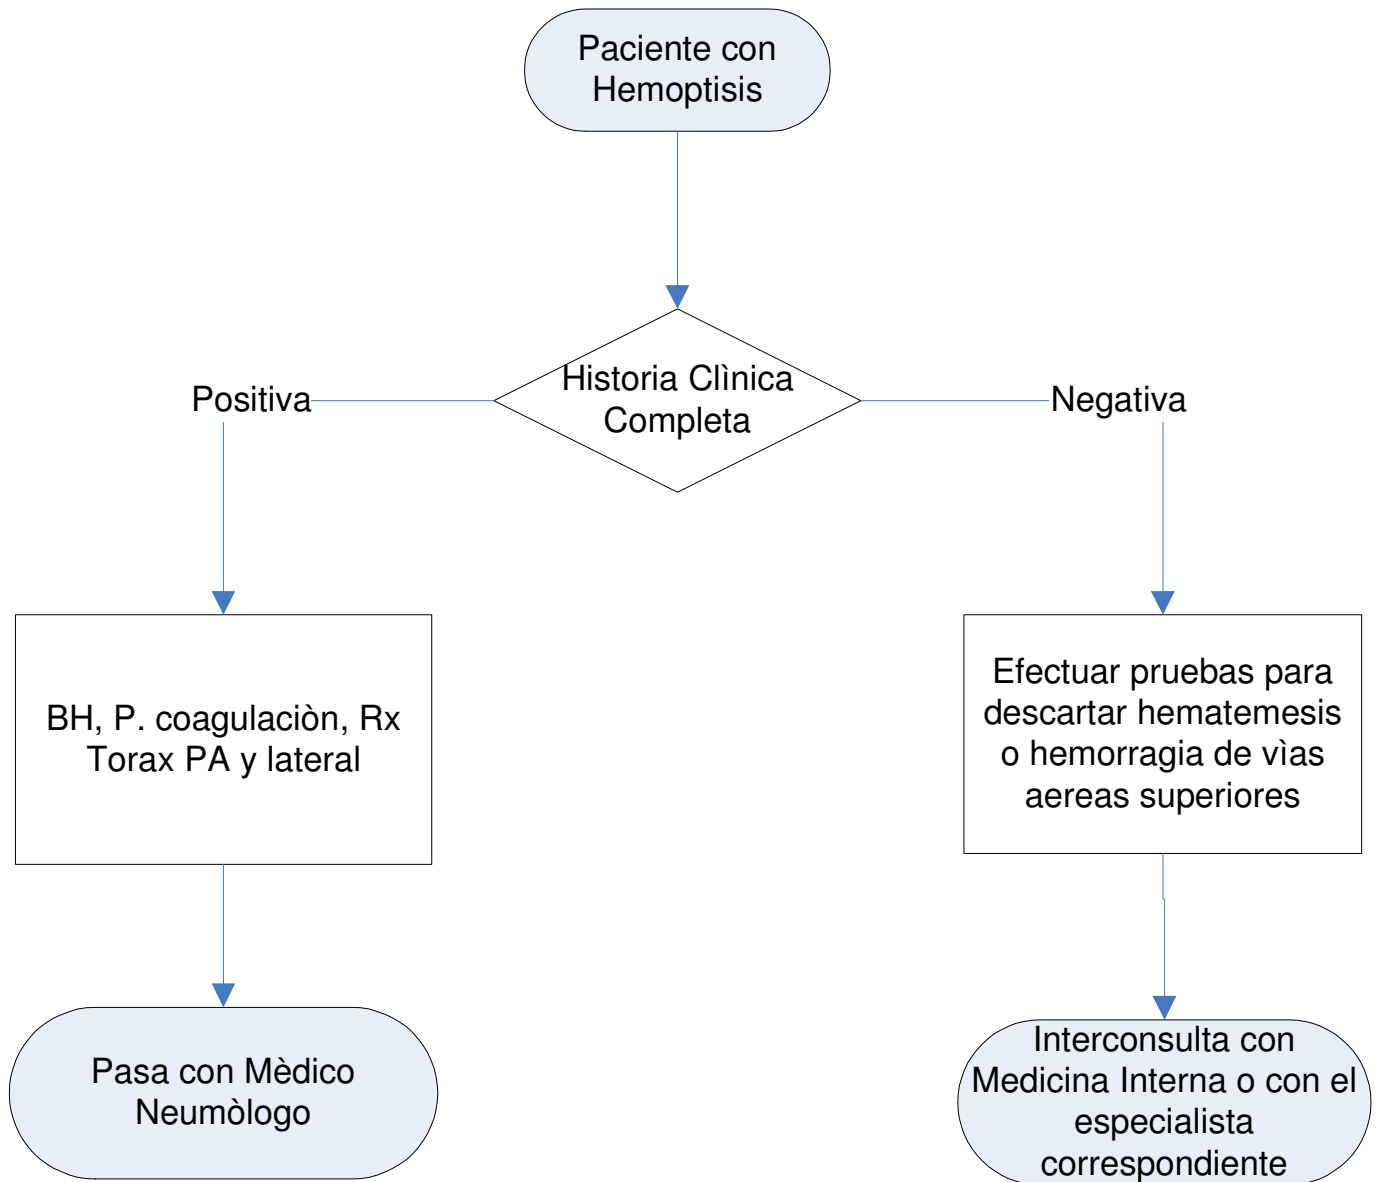 Paciente con
Hemoptisis
Historia Clìnica
Completa
Positiva
Negativa
BH, P. coagulaciòn, Rx
Torax PA y lateral
Efectuar pruebas para
descartar hematemesis
o hemorragia de vìas
aereas superiores
Pasa con Mèdico
Neumòlogo
Interconsulta con
Medicina Interna o con el
especialista
correspondiente